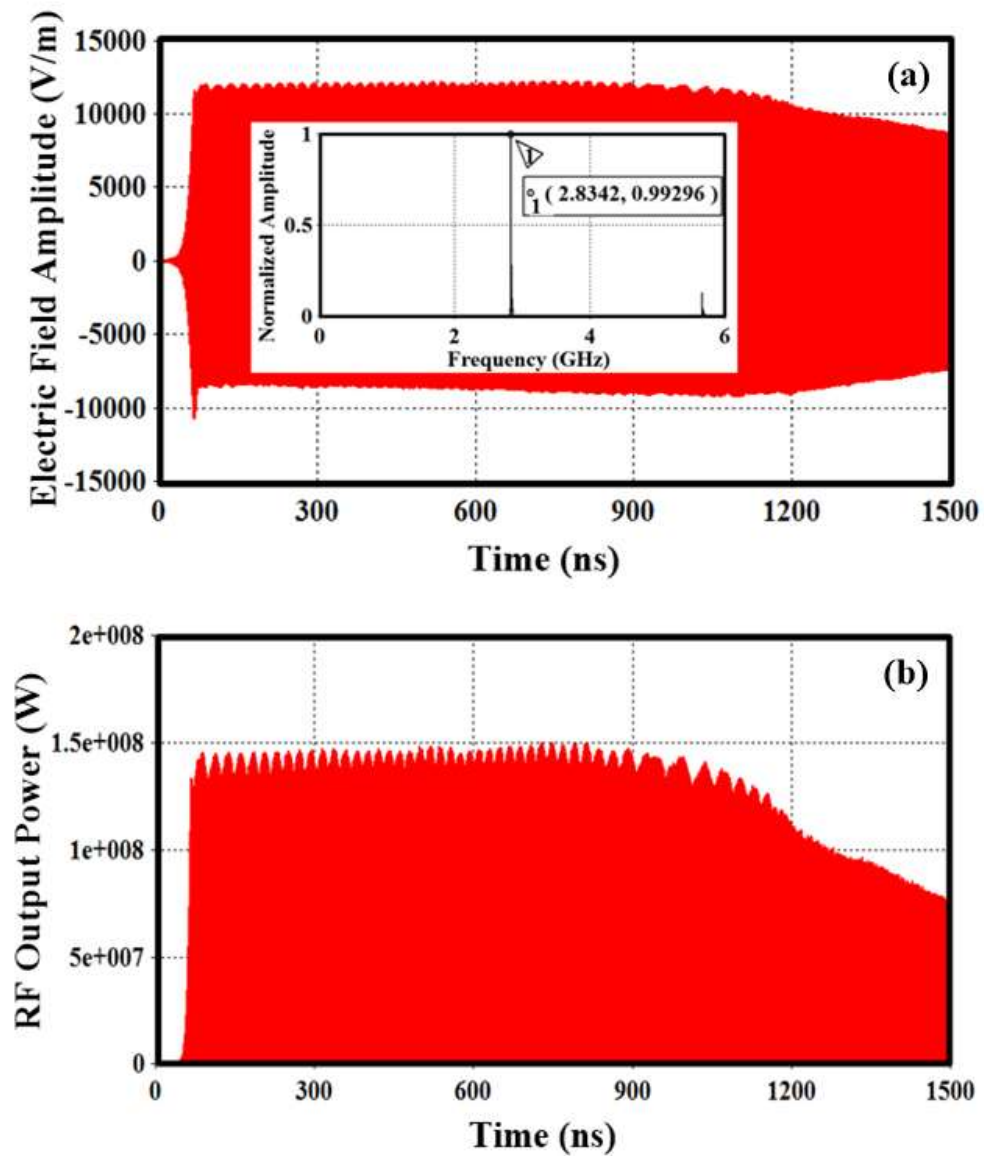 Electric Field Amplitude (V/m)
15000
10000
5000
0
-5000
-10000
-15000
(a)
Normalized Amplitude
1
0.5
0
1
( 2.8342, 0.99296 )
1
0
2
4
6
Frequency (GHz)
0
300
600
900
1200
1500
Time (ns)
RF Output Power (W)
2e+008
1.5e+008
1e+008
5e+007
0
(b)
0
300
600
900
1200
1500
Time (ns)